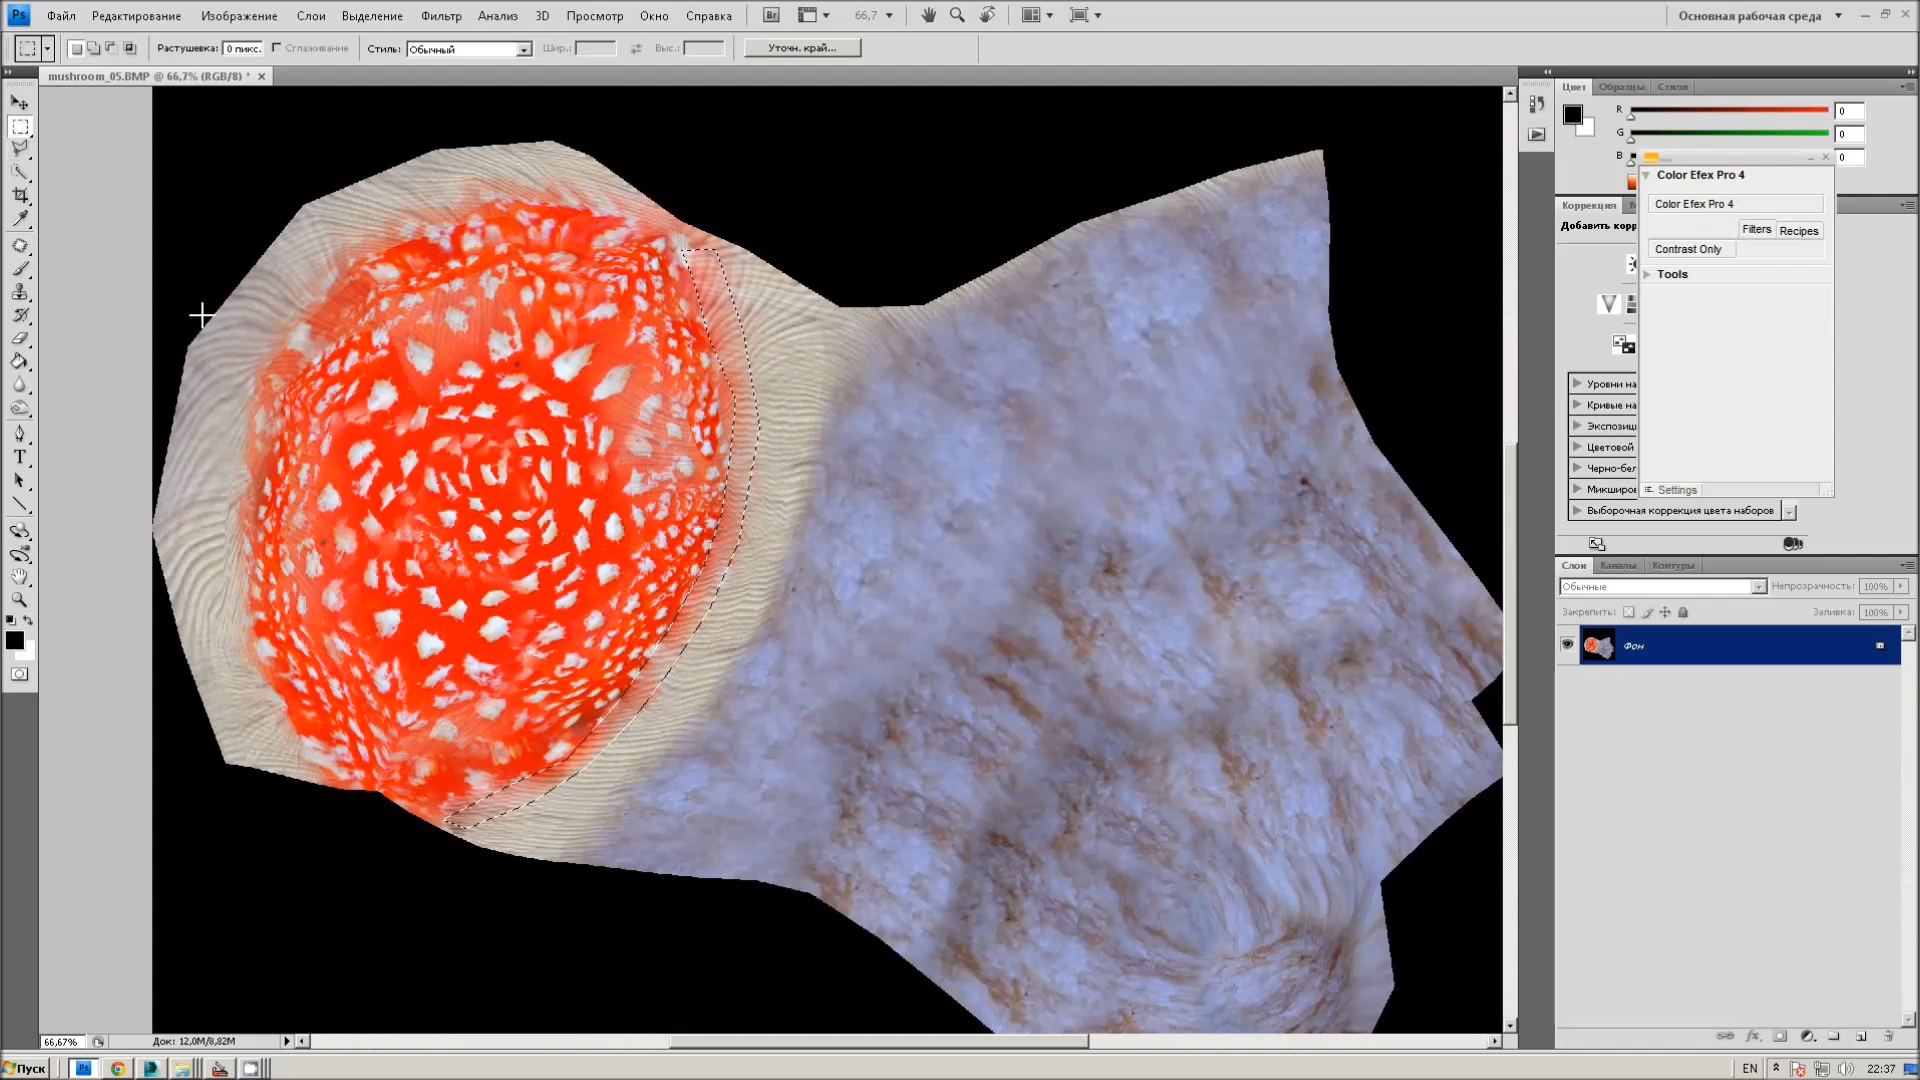 Ps Файл Редактирование Изображение Слои Выделение Фильтр Анализ 3D Просмотр Окно Справка Br 66,7 Основная рабочая среда
Растушевка: 0 пикс. Сглаживание Стиль: Обычный Шир.: Выс.: Уточн. край...
mushroom_05.BMP @ 66,7% (RGB/8) *
Цвет Образцы Стили
R 0
G 0
B 0
Color Efex Pro 4
Color Efex Pro 4
Filters Recipes
Contrast Only
Tools
Settings
Коррекция
Добавить корр
Уровни на
Кривые на
Экспозици
Цветовой
Черно-бел
Микширов
Выборочная коррекция цвета наборов
Слои Каналы Контуры
Обычные Непрозрачность: 100%
Закрепить: Заливка: 100%
Фон
66,67% Док: 12,0M/8,82M
Пуск Ps EN 22:37